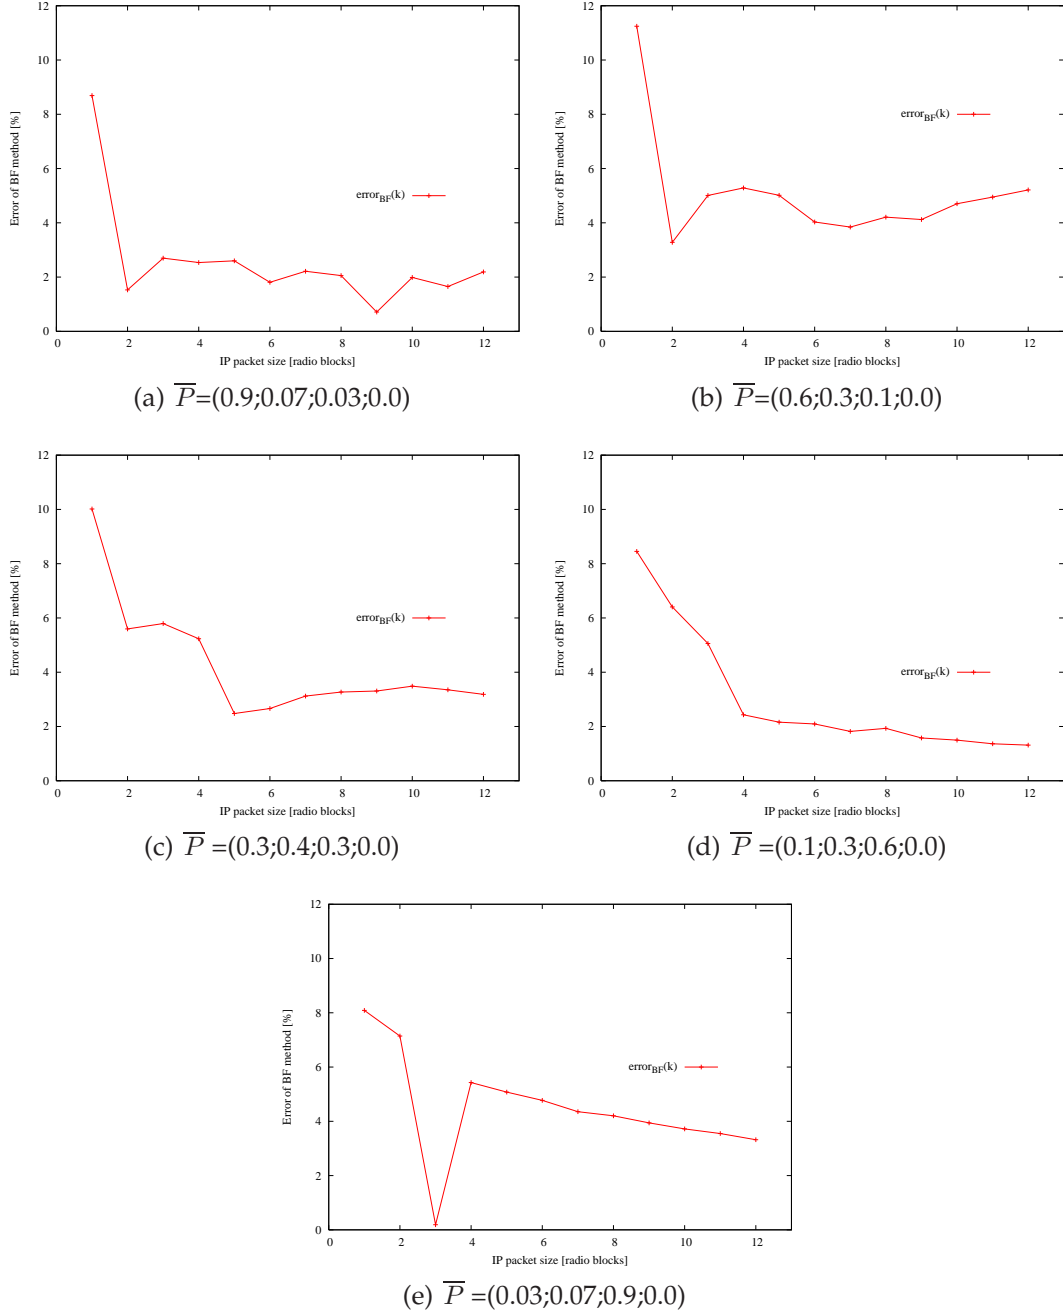 12
10
8
6
4
2
0
Error of BF method [%]
error_BF(k)
0 2 4 6 8 10 12
IP packet size [radio blocks]
(a) P̅=(0.9;0.07;0.03;0.0)
12
10
8
6
4
2
0
Error of BF method [%]
error_BF(k)
0 2 4 6 8 10 12
IP packet size [radio blocks]
(b) P̅=(0.6;0.3;0.1;0.0)
12
10
8
6
4
2
0
Error of BF method [%]
error_BF(k)
0 2 4 6 8 10 12
IP packet size [radio blocks]
(c) P̅ =(0.3;0.4;0.3;0.0)
12
10
8
6
4
2
0
Error of BF method [%]
error_BF(k)
0 2 4 6 8 10 12
IP packet size [radio blocks]
(d) P̅ =(0.1;0.3;0.6;0.0)
12
10
8
6
4
2
0
Error of BF method [%]
error_BF(k)
0 2 4 6 8 10 12
IP packet size [radio blocks]
(e) P̅ =(0.03;0.07;0.9;0.0)